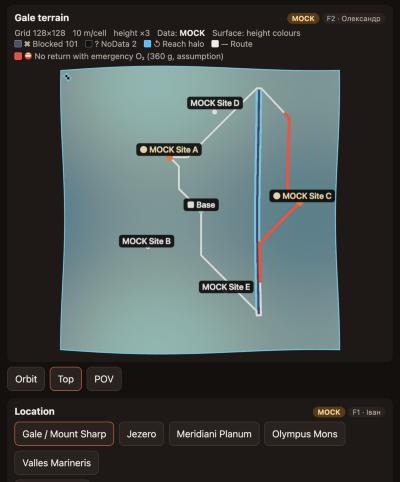 Gale terrain MOCK F2 · Олександр
Grid 128×128 10 m/cell height ×3 Data: MOCK Surface: height colours
⌘ Blocked 101 ? NoData 2 ↺ Reach halo — Route
⛔ No return with emergency O₂ (360 g, assumption)
MOCK Site D
MOCK Site A
MOCK Site C
Base
MOCK Site B
MOCK Site E
Orbit Top POV
Location MOCK F1 · Іван
Gale / Mount Sharp Jezero Meridiani Planum Olympus Mons
Valles Marineris